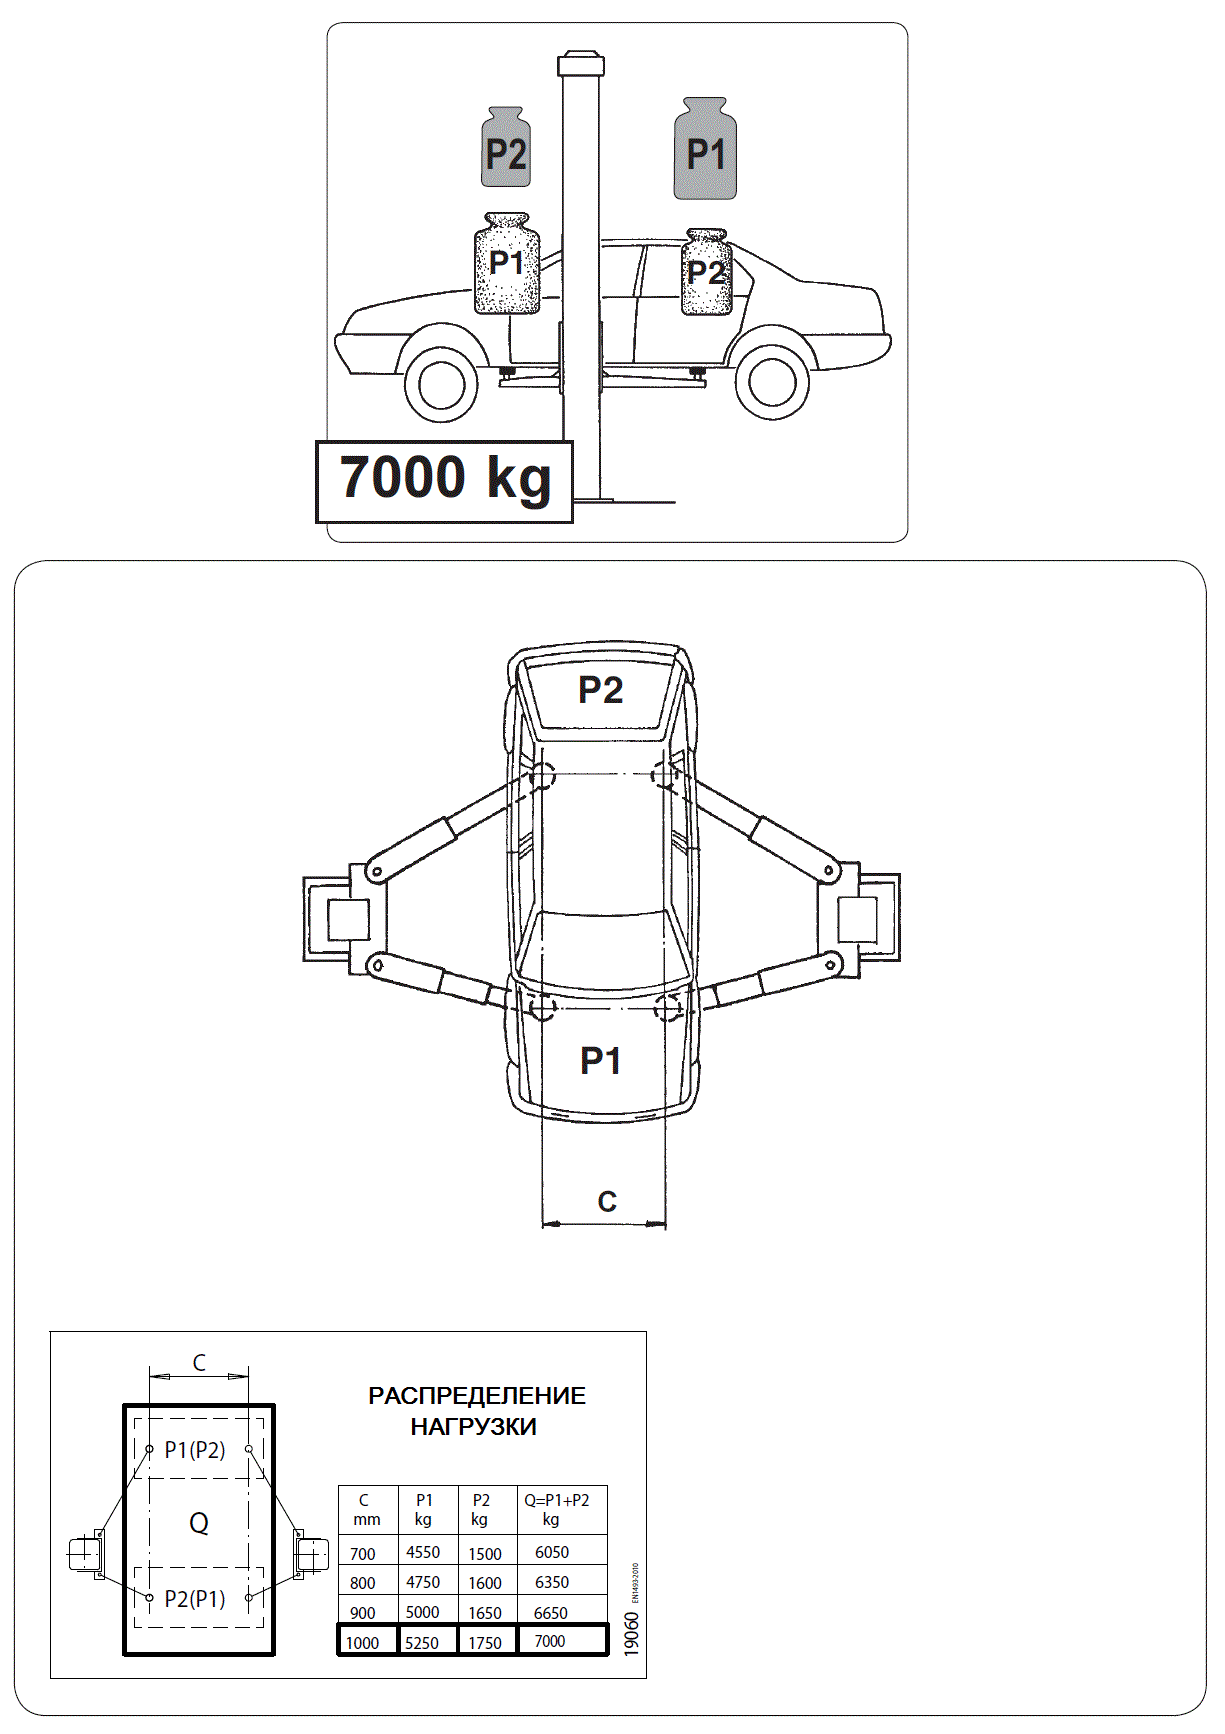 P2
P1
P1
P2
7000 kg
P2
P1
C
C
P1(P2)
Q
P2(P1)
РАСПРЕДЕЛЕНИЕ
НАГРУЗКИ
C P1 P2 Q=P1+P2
mm kg kg kg
700 4550 1500 6050
800 4750 1600 6350
900 5000 1650 6650
1000 5250 1750 7000
19060 EN1493:2010